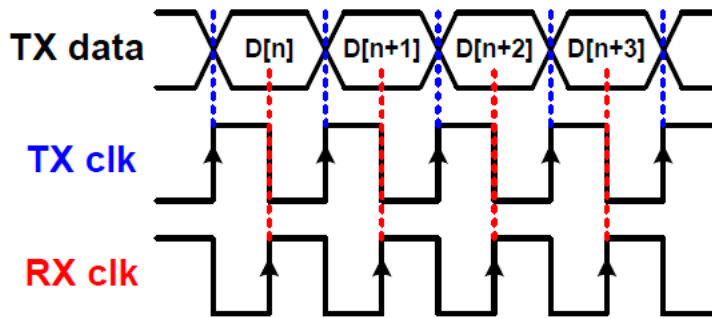 TX data D[n] D[n+1] D[n+2] D[n+3]
TX clk
RX clk